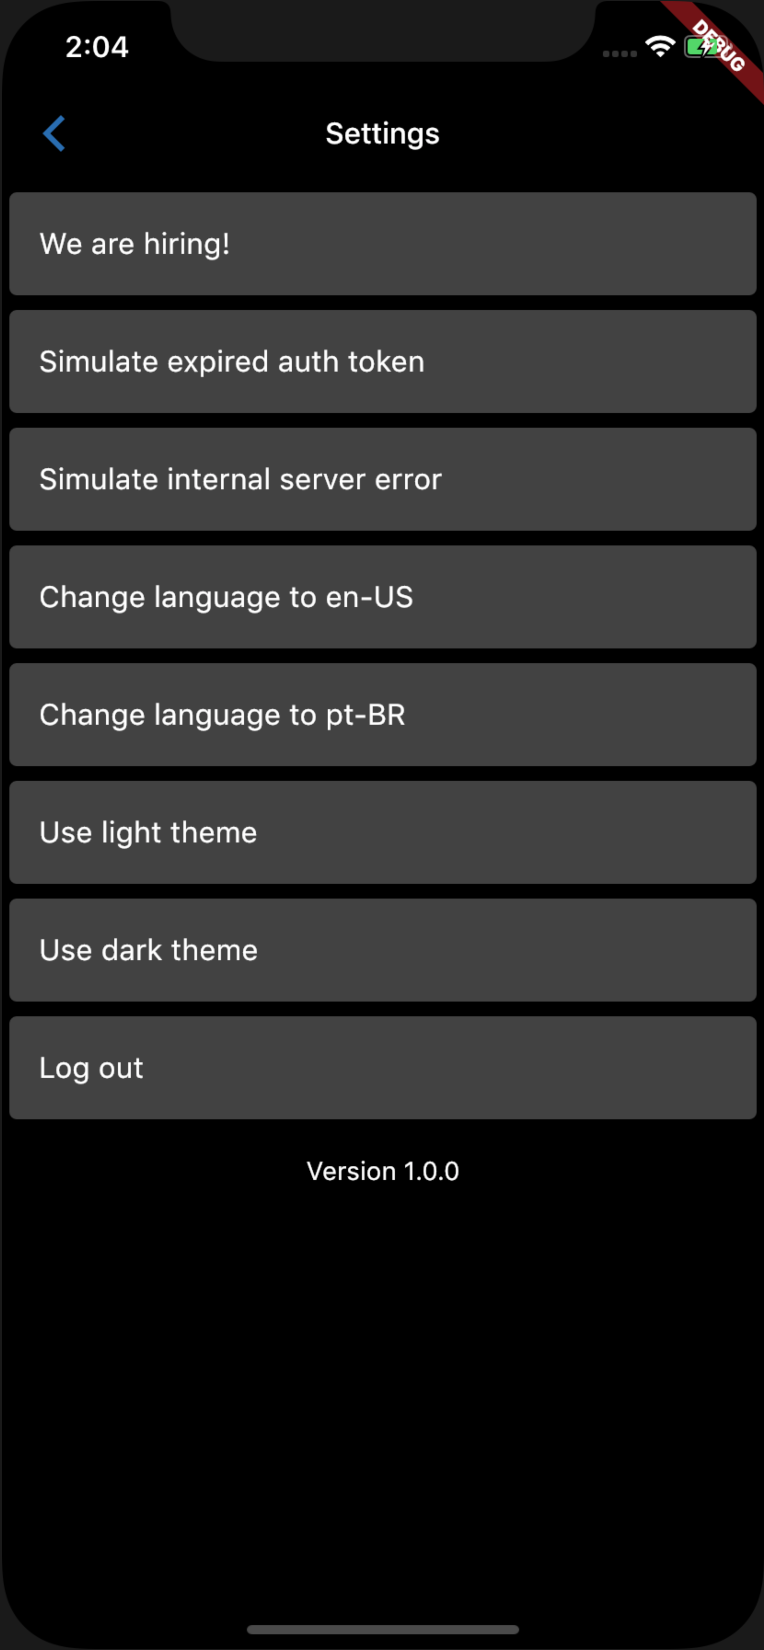 2:04
DEBUG
Settings
We are hiring!
Simulate expired auth token
Simulate internal server error
Change language to en-US
Change language to pt-BR
Use light theme
Use dark theme
Log out
Version 1.0.0